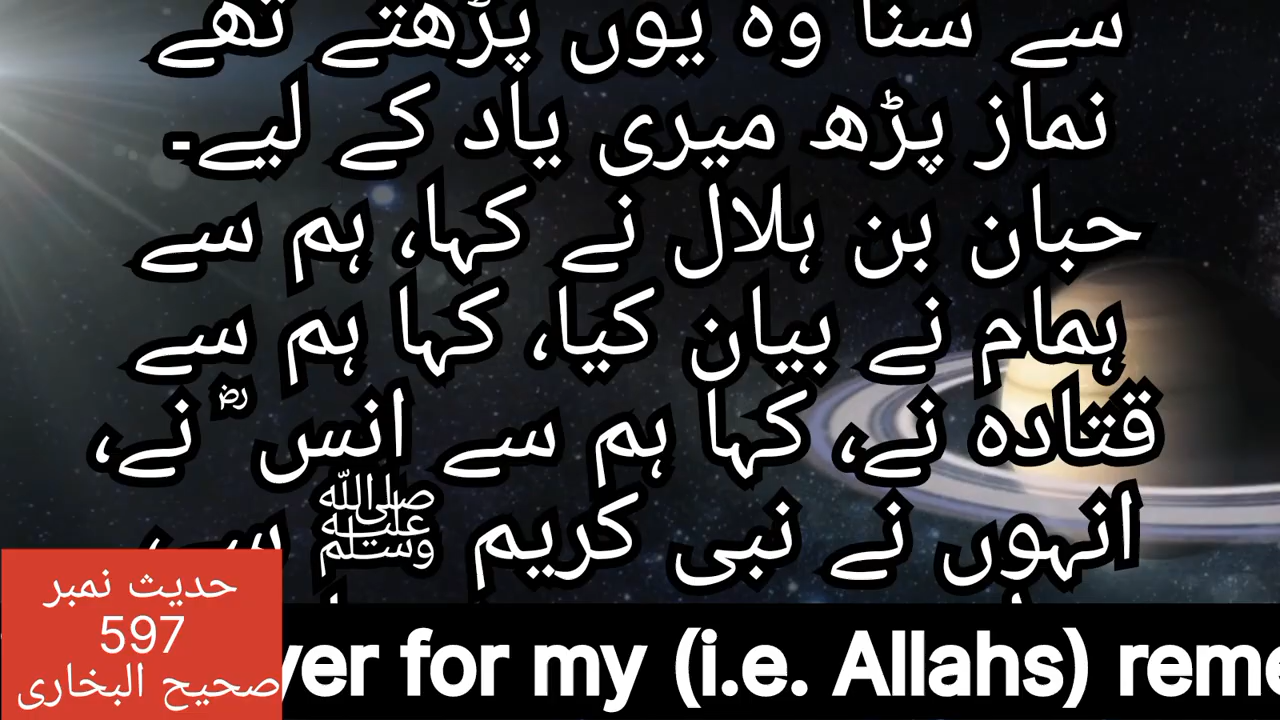 سے سنا وہ یوں پڑھتے تھے
نماز پڑھ میری یاد کے لیے۔
حبان بن ہلال نے کہا، ہم سے
ہمام نے بیان کیا، کہا ہم سے
قتادہ نے، کہا ہم سے انس ؓ نے،
انہوں نے نبی کریم ﷺ سے،
حدیث نمبر
597
صحیح البخاری
yer for my (i.e. Allahs) reme